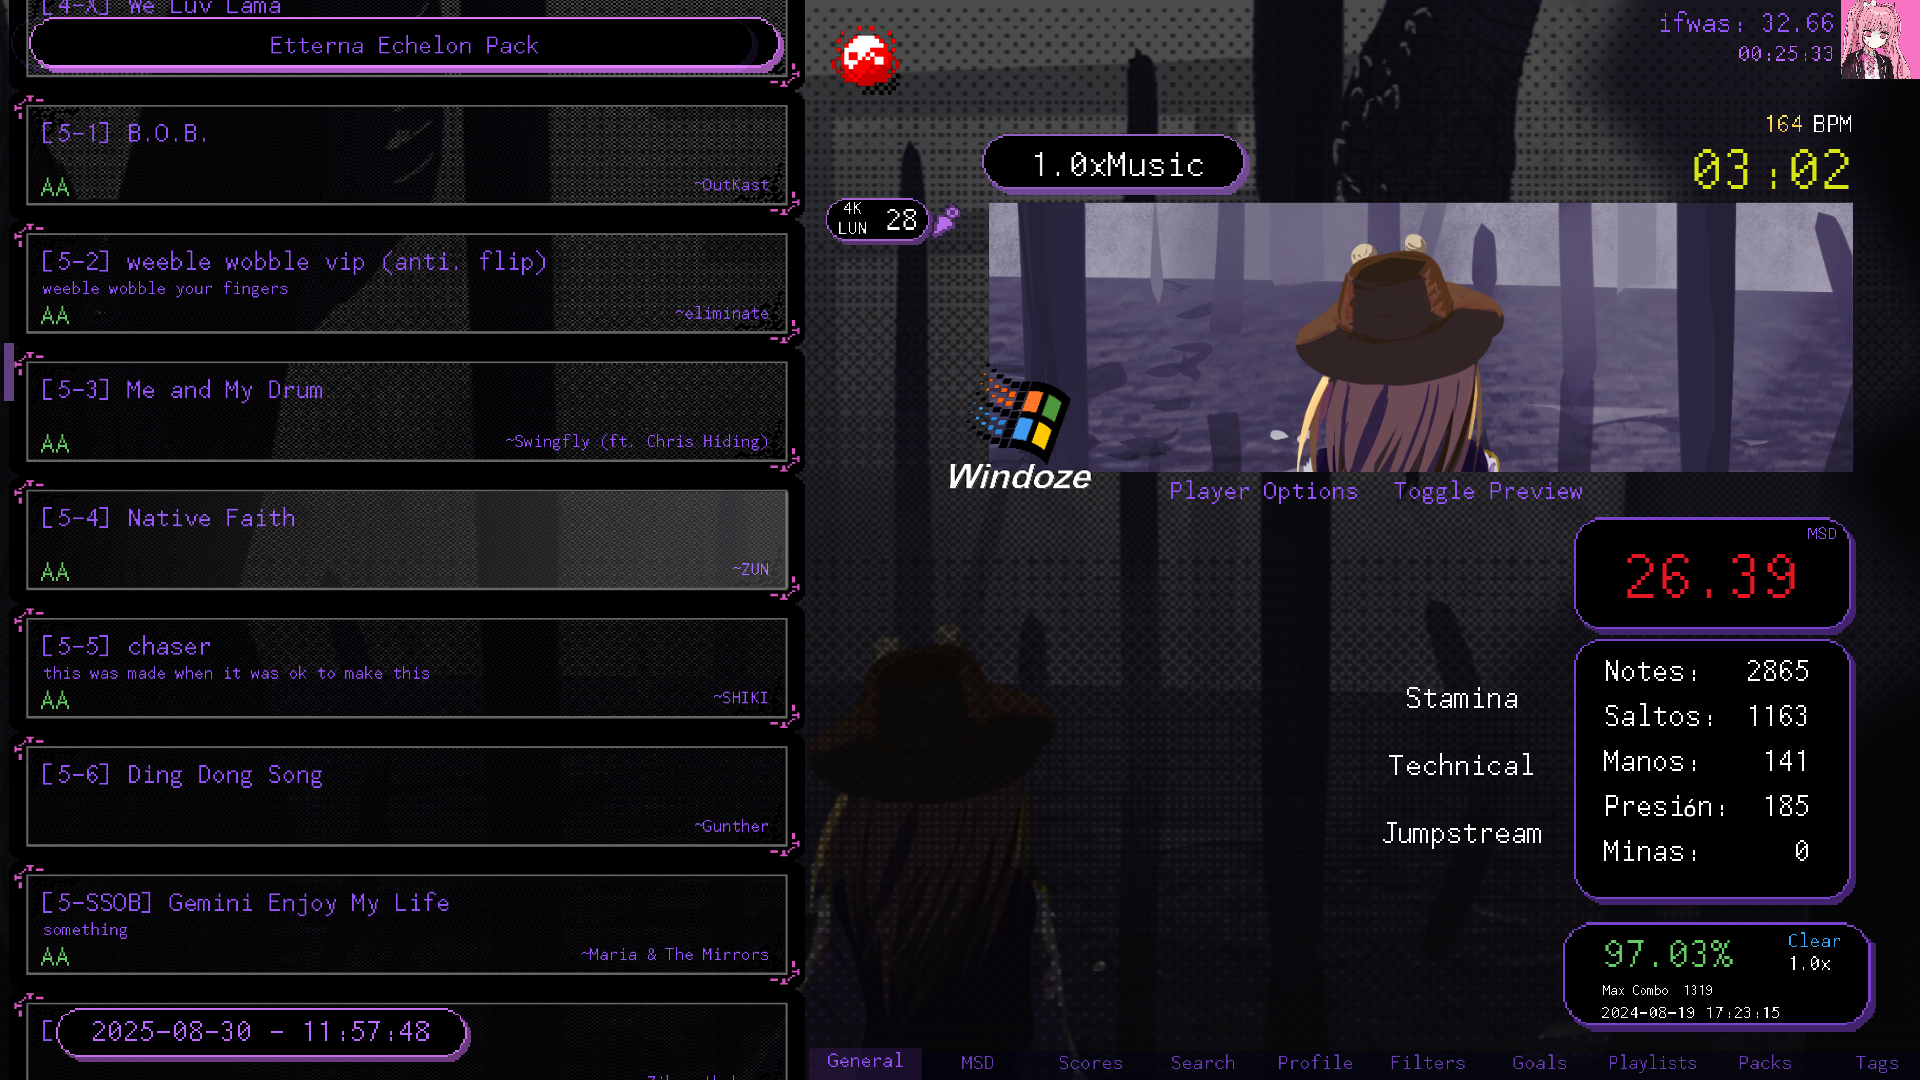 [4-X] We Luv Lama
Etterna Echelon Pack
[5-1] B.O.B.
AA
~OutKast
[5-2] weeble wobble vip (anti. flip)
weeble wobble your fingers
AA
~eliminate
[5-3] Me and My Drum
AA
~Swingfly (ft. Chris Hiding)
[5-4] Native Faith
AA
~ZUN
[5-5] chaser
this was made when it was ok to make this
AA
~SHIKI
[5-6] Ding Dong Song
~Gunther
[5-SSOB] Gemini Enjoy My Life
something
AA
~Maria & The Mirrors
2025-08-30 - 11:57:48
ifwas: 32.66
00:25:33
164 BPM
03:02
1.0xMusic
4K
LUN
28
Windoze
Player Options
Toggle Preview
MSD
26.39
Stamina
Technical
Jumpstream
Notes: 2865
Saltos: 1163
Manos: 141
Presión: 185
Minas: 0
97.03%
Clear
1.0x
Max Combo 1319
2024-08-19 17:23:15
General
MSD
Scores
Search
Profile
Filters
Goals
Playlists
Packs
Tags